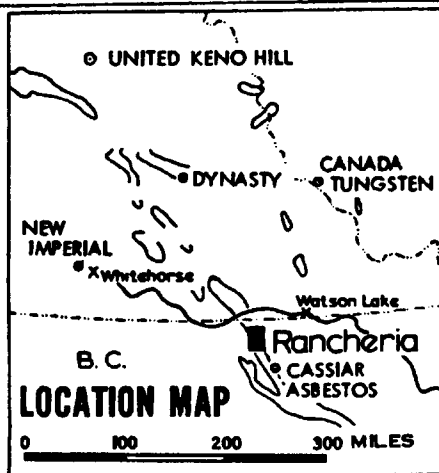 UNITED KENO HILL
DYNASTY
CANADA
TUNGSTEN
NEW
IMPERIAL
Whitehorse
Watson Lake
Rancheria
B.C.
CASSIAR
ASBESTOS
LOCATION MAP
0 100 200 300 MILES